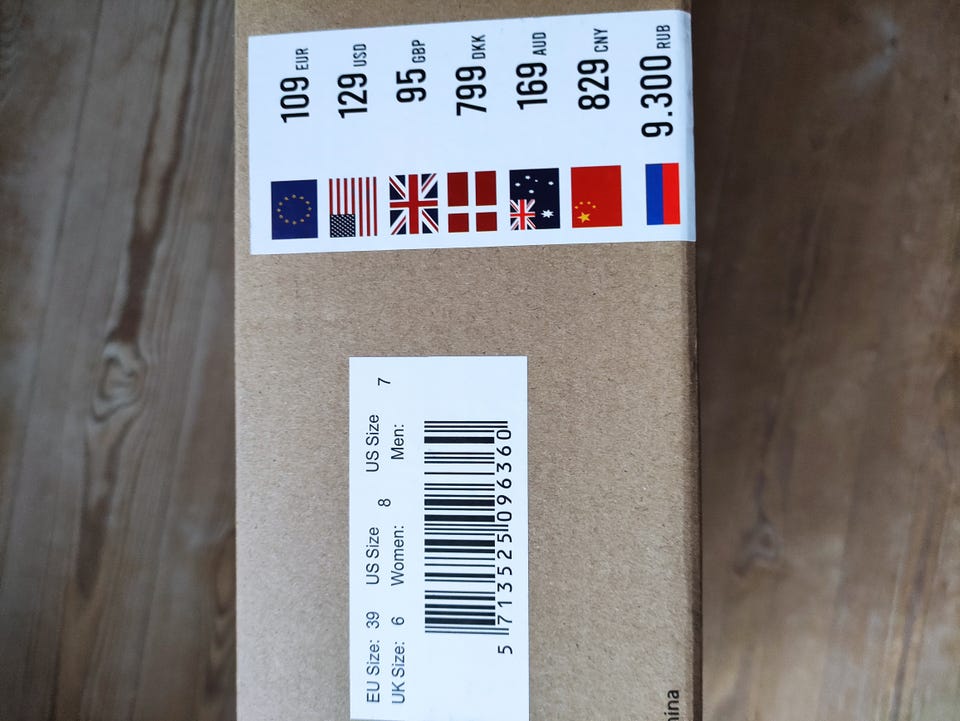 109 EUR
129 USD
95 GBP
799 DKK
169 AUD
829 CNY
9.300 RUB
EU Size: 39 US Size 8 US Size 7
UK Size: 6 Women: Men:
5 713525 096360